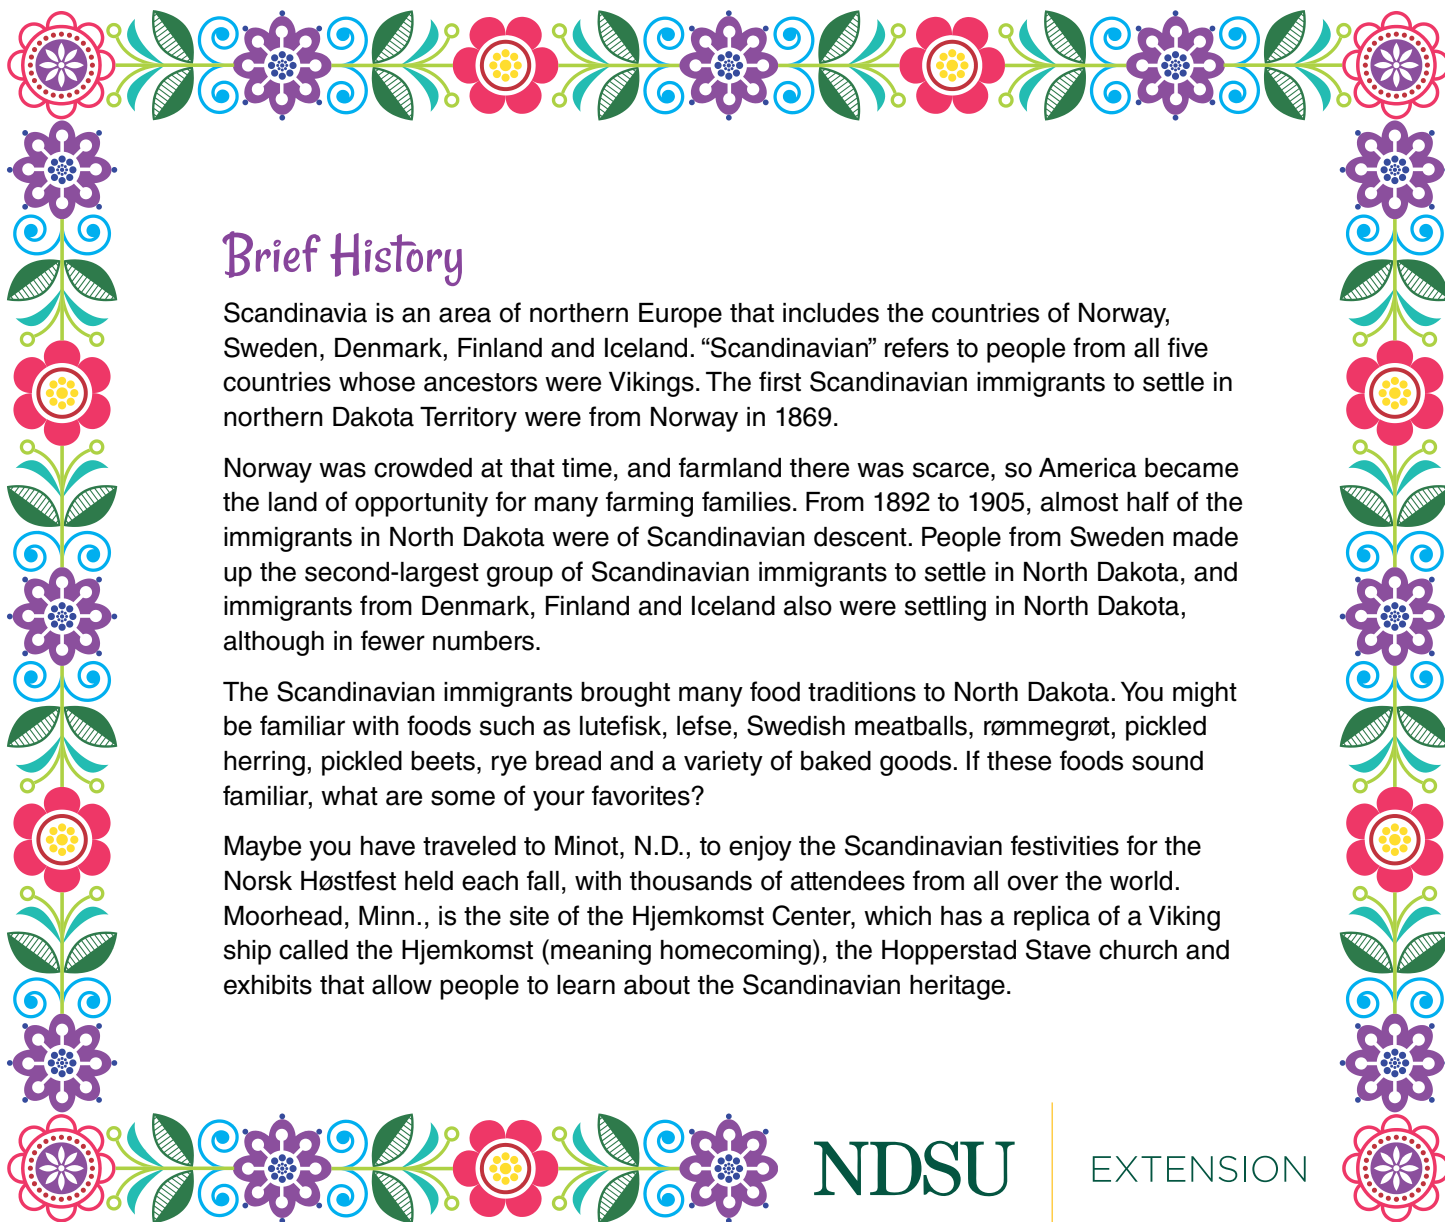 Brief History
Scandinavia is an area of northern Europe that includes the countries of Norway,
Sweden, Denmark, Finland and Iceland. “Scandinavian” refers to people from all five
countries whose ancestors were Vikings. The first Scandinavian immigrants to settle in
northern Dakota Territory were from Norway in 1869.
Norway was crowded at that time, and farmland there was scarce, so America became
the land of opportunity for many farming families. From 1892 to 1905, almost half of the
immigrants in North Dakota were of Scandinavian descent. People from Sweden made
up the second-largest group of Scandinavian immigrants to settle in North Dakota, and
immigrants from Denmark, Finland and Iceland also were settling in North Dakota,
although in fewer numbers.
The Scandinavian immigrants brought many food traditions to North Dakota. You might
be familiar with foods such as lutefisk, lefse, Swedish meatballs, rømmegrøt, pickled
herring, pickled beets, rye bread and a variety of baked goods. If these foods sound
familiar, what are some of your favorites?
Maybe you have traveled to Minot, N.D., to enjoy the Scandinavian festivities for the
Norsk Høstfest held each fall, with thousands of attendees from all over the world.
Moorhead, Minn., is the site of the Hjemkomst Center, which has a replica of a Viking
ship called the Hjemkomst (meaning homecoming), the Hopperstad Stave church and
exhibits that allow people to learn about the Scandinavian heritage.
NDSU EXTENSION